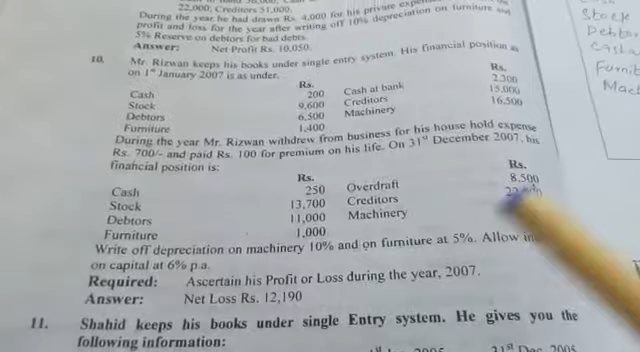 22,000, Creditors 51,000.
During the year he had drawn Rs. 4,000 for his private
profit and loss for the year after writing off 10% depreciation on furniture and
5% Reserve on debtors for bad debts.
Answer: Net Profit Rs. 10,050.
10. Mr. Rizwan keeps his books under single entry system. His financial position as
on 1st January 2007 is as under.
Rs. Rs.
Cash 200 Cash at bank 2,300
Stock 9,600 Creditors 15,000
Debtors 6,500 Machinery 16,500
Furniture 1,400
During the year Mr. Rizwan withdrew from business for his house hold expense
Rs. 700/- and paid Rs. 100 for premium on his life. On 31st December 2007, his
financial position is:
Rs. Rs.
Cash 250 Overdraft 8,500
Stock 13,700 Creditors
Debtors 11,000 Machinery
Furniture 1,000
Write off depreciation on machinery 10% and on furniture at 5%. Allow
on capital at 6% p.a.
Required: Ascertain his Profit or Loss during the year, 2007.
Answer: Net Loss Rs. 12,190
11. Shahid keeps his books under single Entry system. He gives you the
following information:
31st Dec 2005
Stock